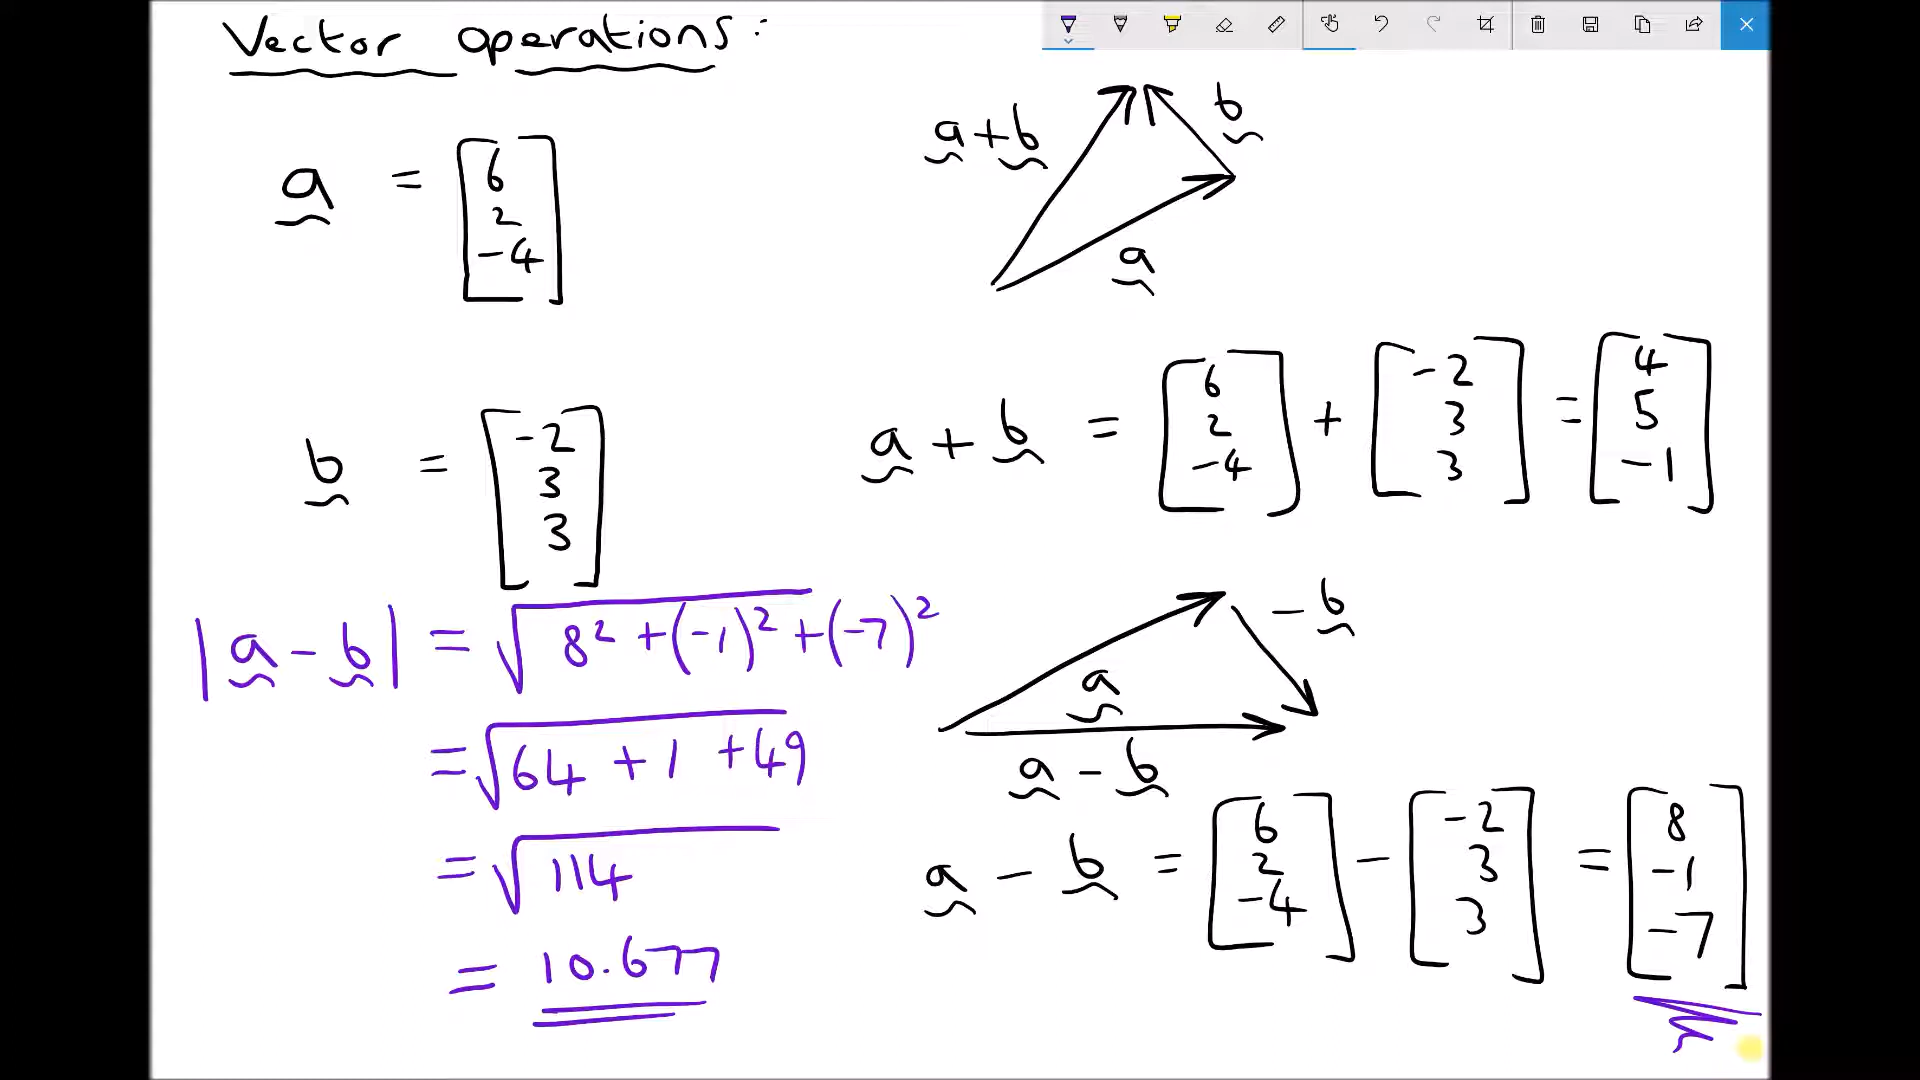 Vector operations:
a = [6
2
-4]
b = [-2
3
3]
|a - b| = √8² + (-1)² + (-7)²
= √64 + 1 + 49
= √114
= 10.677
a + b
b
a
a + b = [6
2
-4] + [-2
3
3] = [4
5
-1]
-b
a
a - b
a - b = [6
2
-4] - [-2
3
3] = [8
-1
-7]